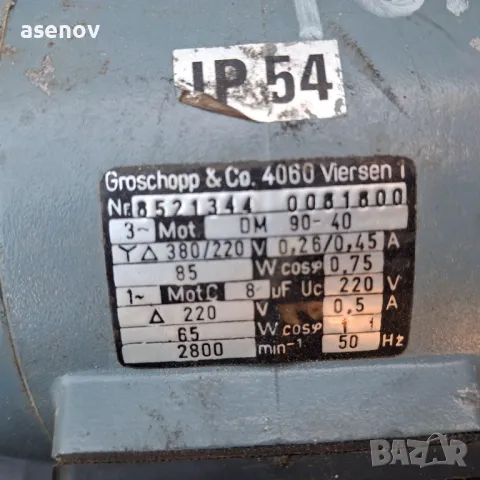 asenov
IP 54
Groschopp & Co. 4060 Viersen 1
Nr. 8521344 0081800
3~ Mot DM 90-40
Y △ 380/220 V 0,26/0,45 A
85 W cosφ 0,75
1~ Mot C 8 µF Uc 220 V
△ 220 V 0,5 A
65 W cosφ 1
2800 min⁻¹ 50 Hz
BAZAR